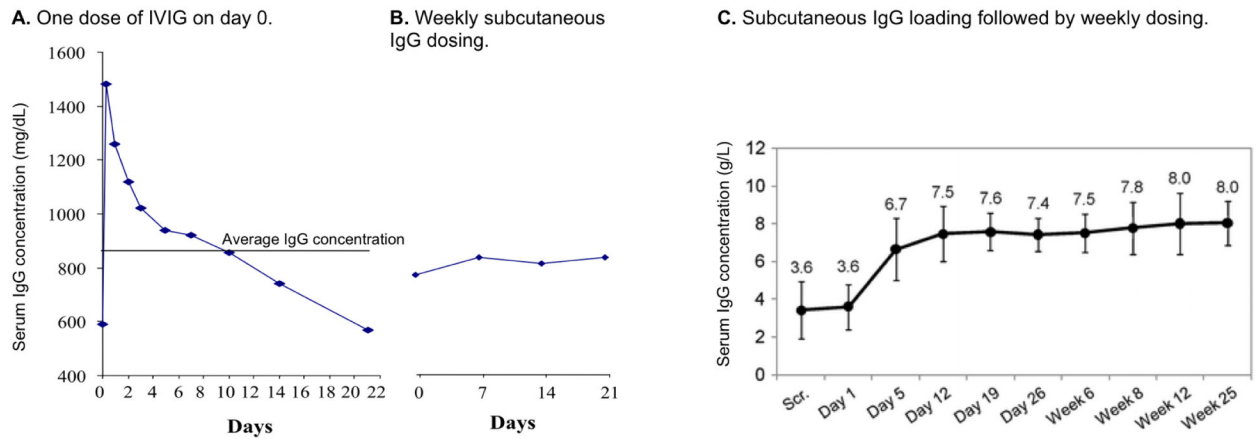 A. One dose of IVIG on day 0.
B. Weekly subcutaneous
IgG dosing.
C. Subcutaneous IgG loading followed by weekly dosing.
Serum IgG concentration (mg/dL)
1600
1400
1200
1000
800
600
400
Average IgG concentration
0 2 4 6 8 10 12 14 16 18 20 22
Days
0 7 14 21
Days
Serum IgG concentration (g/L)
12
10
8
6
4
2
0
3.6 3.6 6.7 7.5 7.6 7.4 7.5 7.8 8.0 8.0
Scr. Day 1 Day 5 Day 12 Day 19 Day 26 Week 6 Week 8 Week 12 Week 25